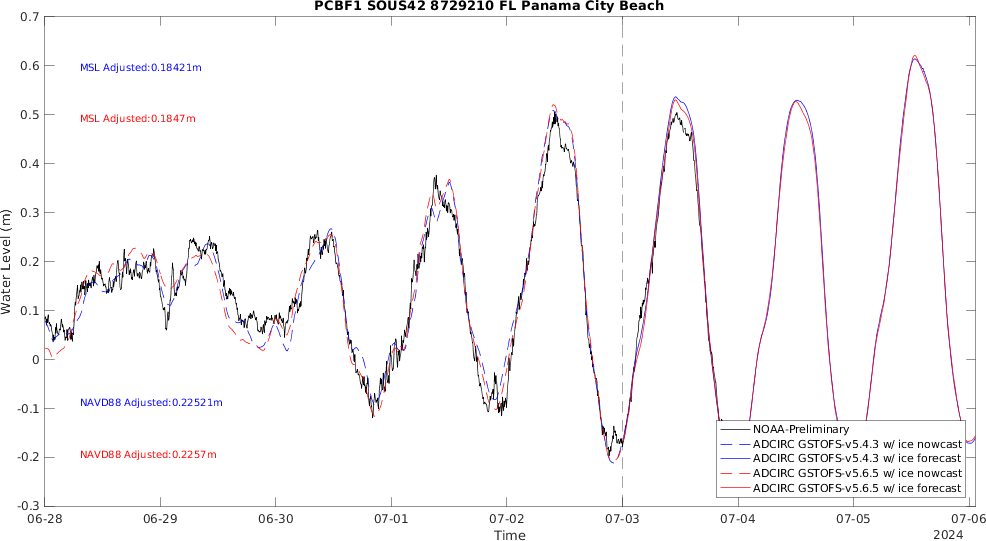 PCBF1 SOUS42 8729210 FL Panama City Beach
0.7
0.6
0.5
0.4
0.3
0.2
0.1
0
-0.1
-0.2
-0.3
Water Level (m)
MSL Adjusted:0.18421m
MSL Adjusted:0.1847m
NAVD88 Adjusted:0.22521m
NAVD88 Adjusted:0.2257m
NOAA-Preliminary
ADCIRC GSTOFS-v5.4.3 w/ ice nowcast
ADCIRC GSTOFS-v5.4.3 w/ ice forecast
ADCIRC GSTOFS-v5.6.5 w/ ice nowcast
ADCIRC GSTOFS-v5.6.5 w/ ice forecast
06-28 06-29 06-30 07-01 07-02 07-03 07-04 07-05 07-06
Time
2024